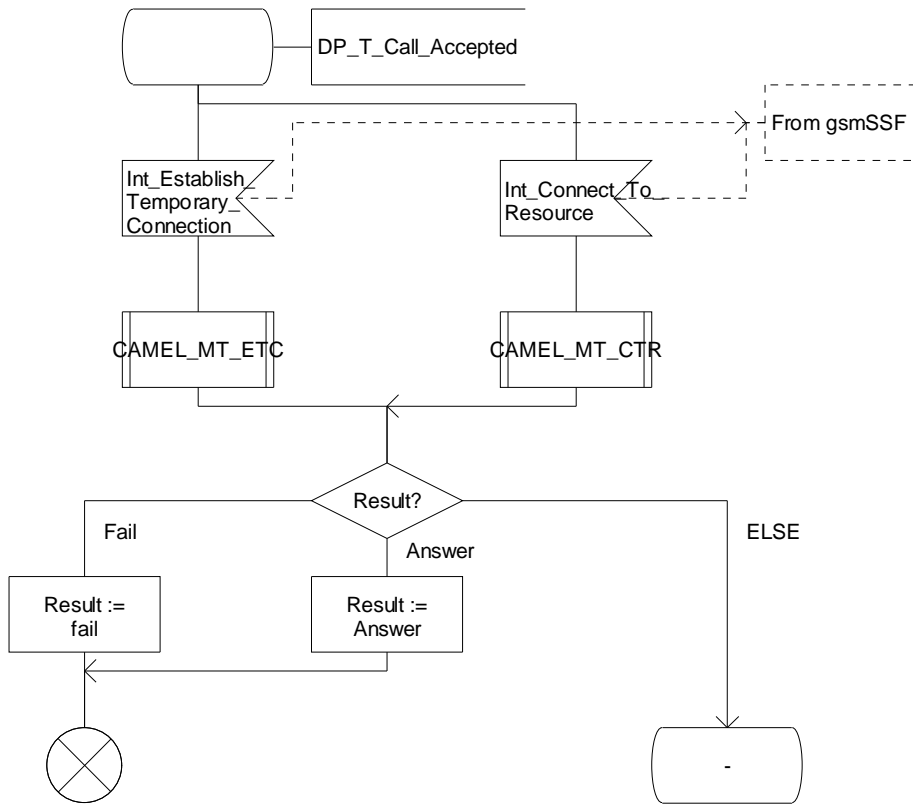 DP_T_Call_Accepted
From gsmSSF
Int_Establish_
Temporary_
Connection
Int_Connect_To_
Resource
CAMEL_MT_ETC
CAMEL_MT_CTR
Result?
Fail
Answer
ELSE
Result :=
fail
Result :=
Answer
-